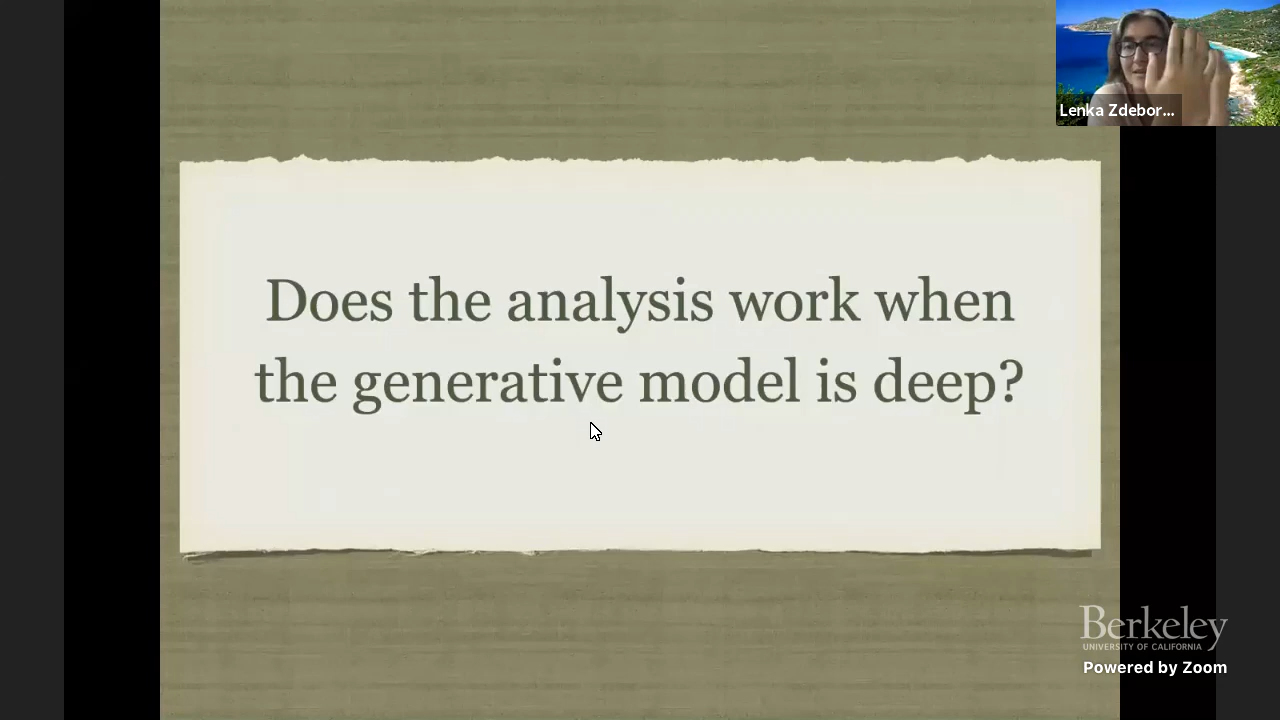 Lenka Zdebor...
Does the analysis work when
the generative model is deep?
Berkeley
UNIVERSITY OF CALIFORNIA
Powered by Zoom